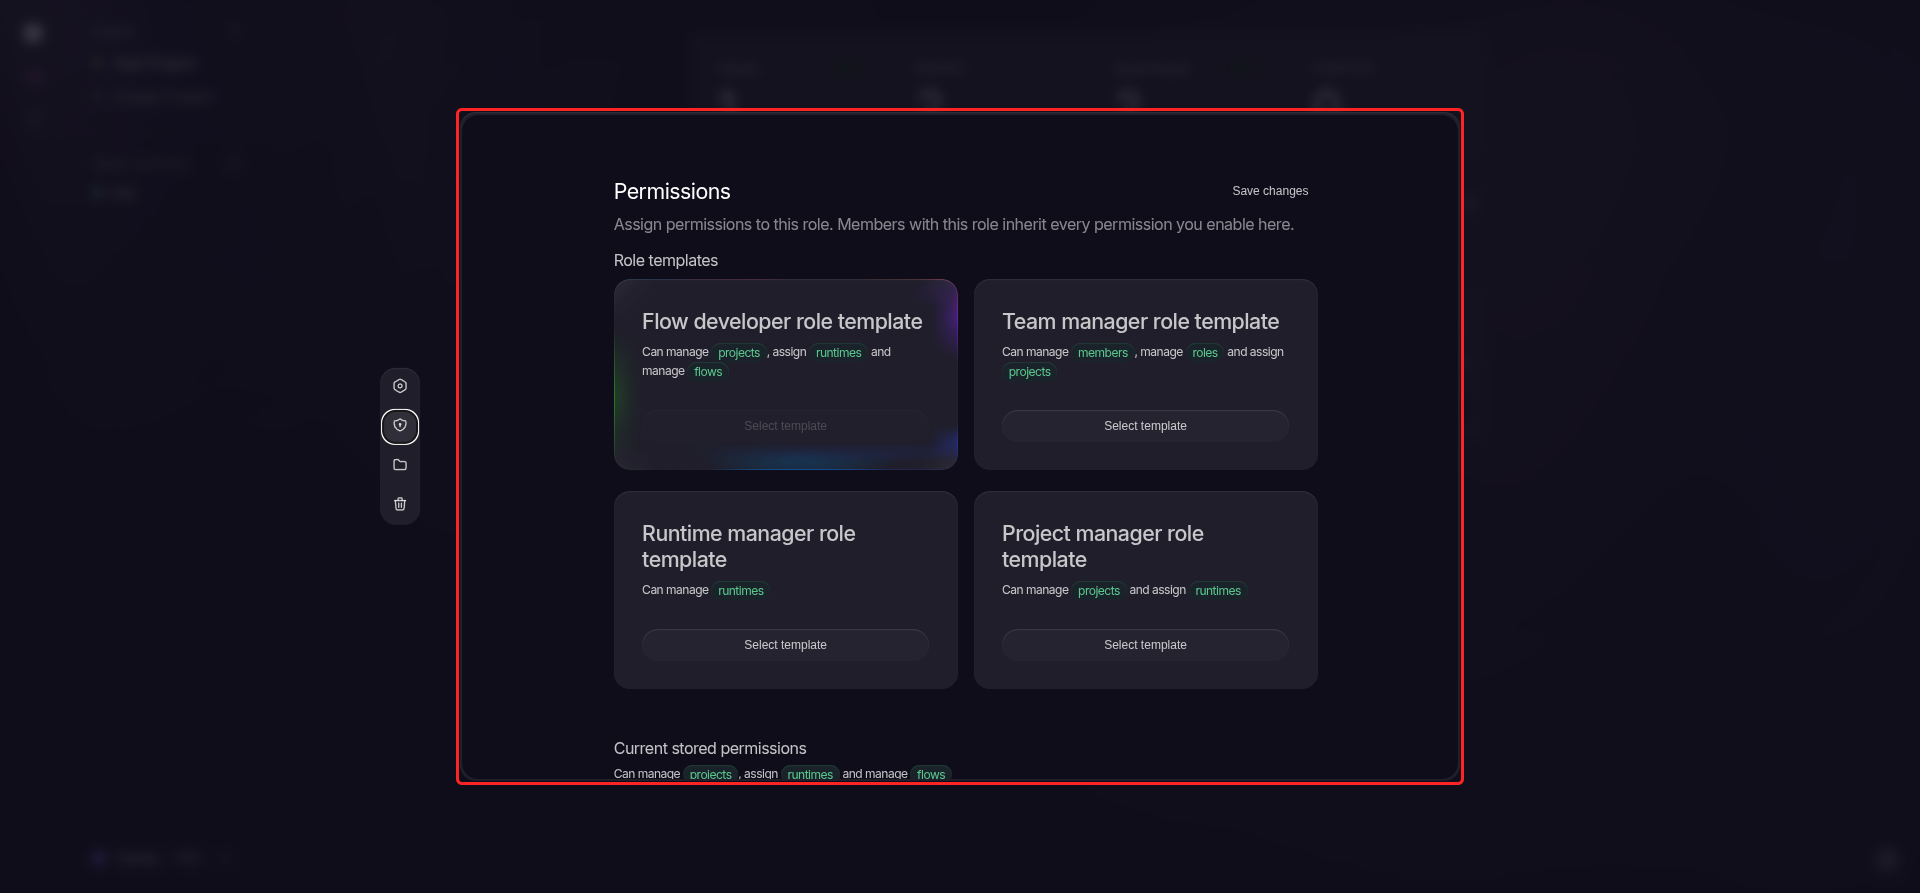 Permissions
Save changes
Assign permissions to this role. Members with this role inherit every permission you enable here.
Role templates
Flow developer role template
Can manage projects, assign runtimes and
manage flows
Select template
Team manager role template
Can manage members, manage roles and assign
projects
Select template
Runtime manager role
template
Can manage runtimes
Select template
Project manager role
template
Can manage projects and assign runtimes
Select template
Current stored permissions
Can manage projects, assign runtimes and manage flows